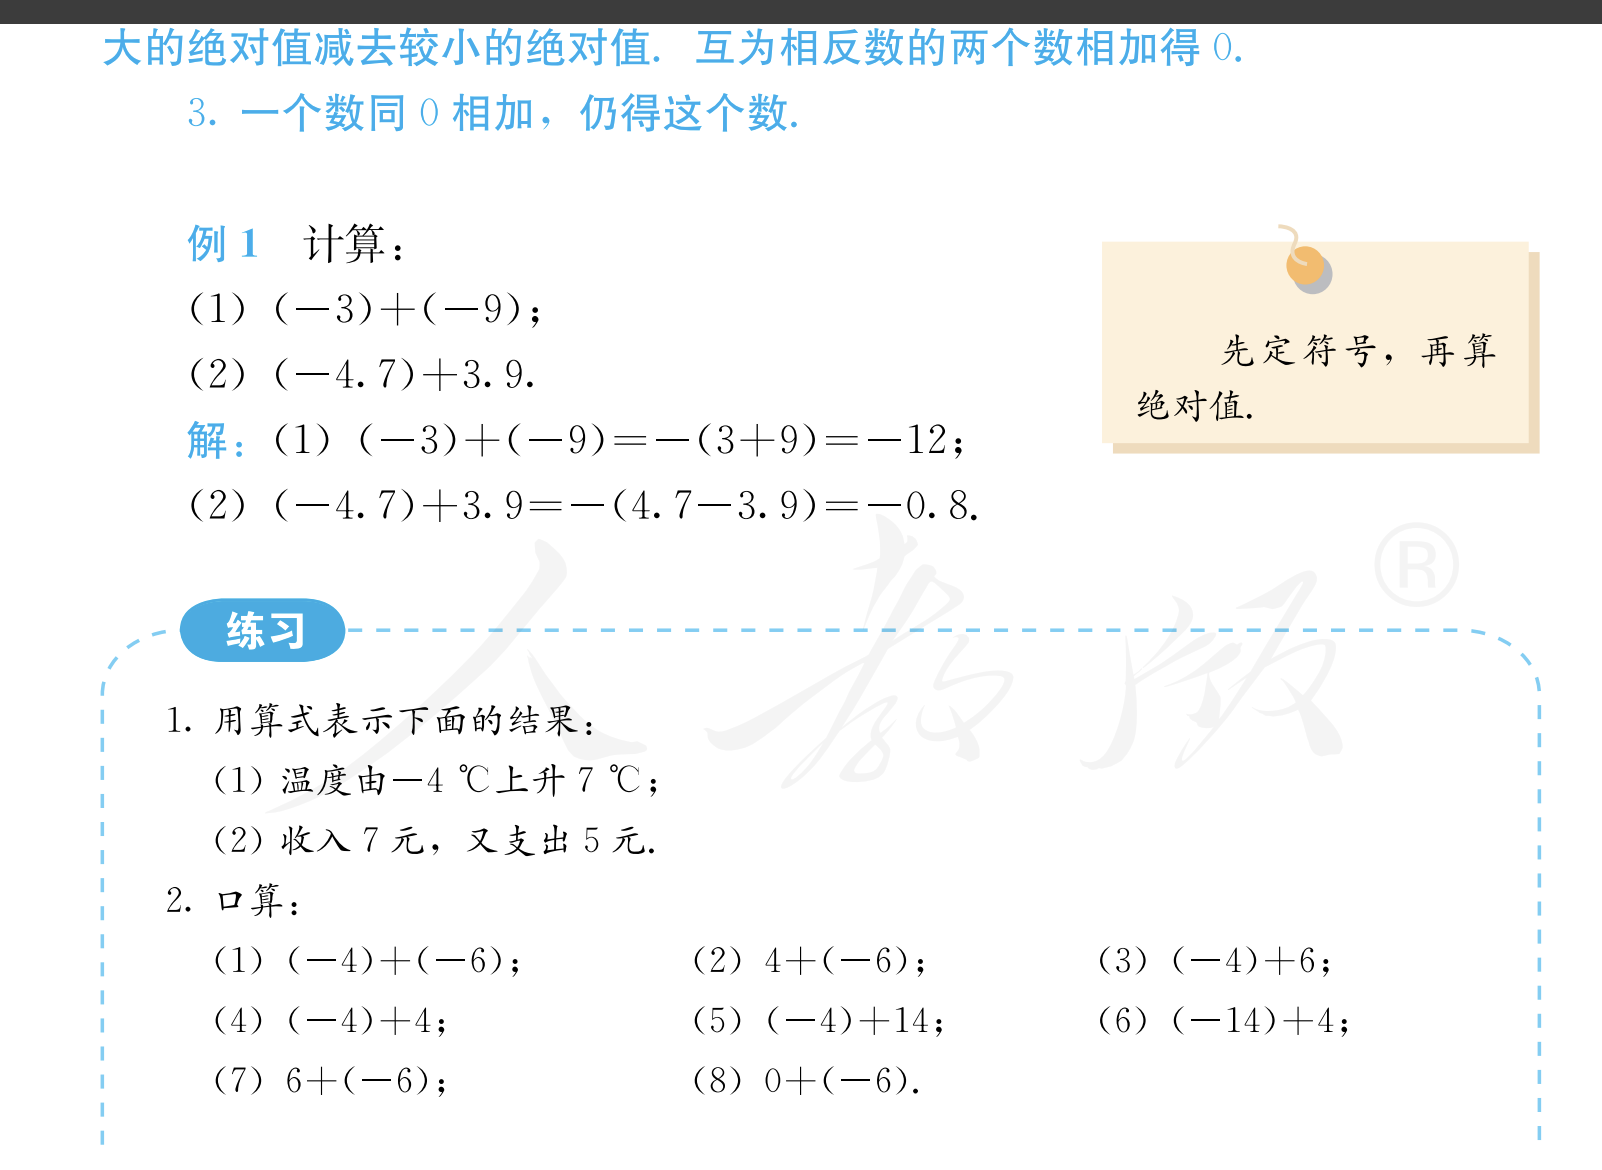 大的绝对值减去较小的绝对值. 互为相反数的两个数相加得 0.
3. 一个数同 0 相加，仍得这个数.
例 1 计算：
(1) (－3)＋(－9)；
(2) (－4.7)＋3.9.
解：(1) (－3)＋(－9)＝－(3＋9)＝－12；
(2) (－4.7)＋3.9＝－(4.7－3.9)＝－0.8.
先定符号，再算
绝对值.
人教版®
练习
1. 用算式表示下面的结果：
(1) 温度由－4 ℃上升 7 ℃；
(2) 收入 7 元，又支出 5 元.
2. 口算：
(1) (－4)＋(－6)； (2) 4＋(－6)； (3) (－4)＋6；
(4) (－4)＋4； (5) (－4)＋14； (6) (－14)＋4；
(7) 6＋(－6)； (8) 0＋(－6).